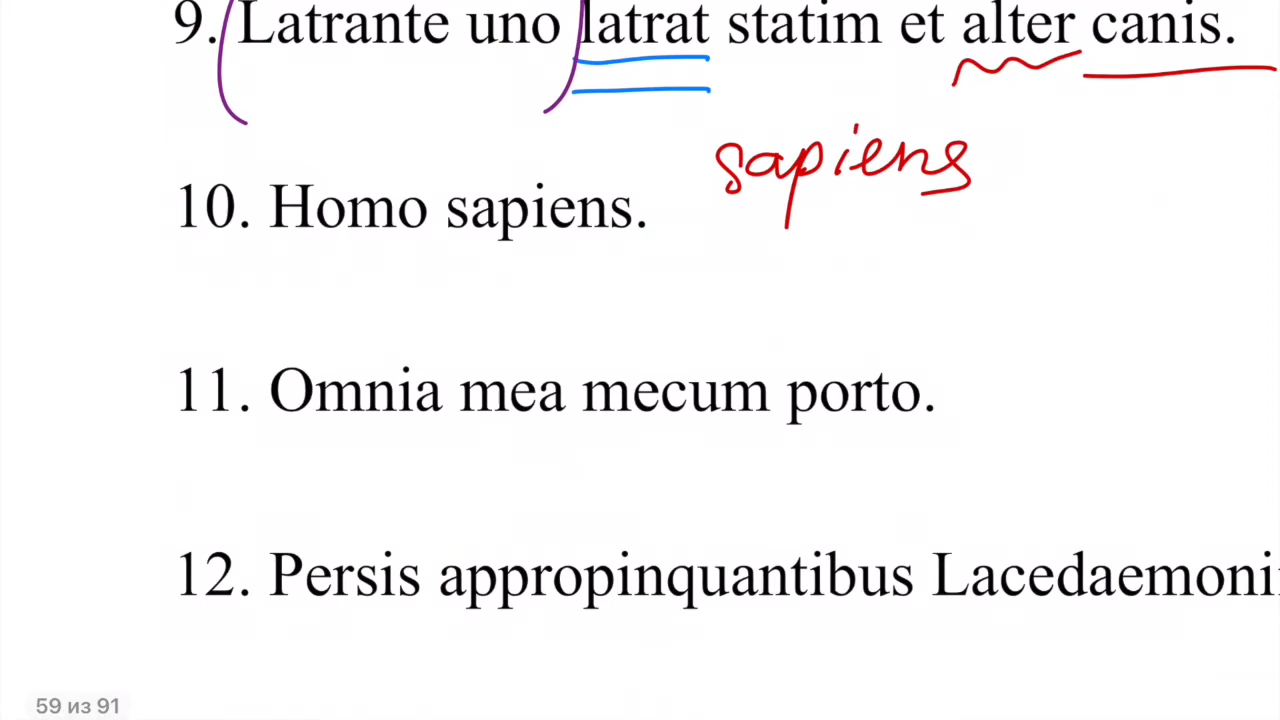 9. Latrante uno latrat statim et alter canis.
sapiens
10. Homo sapiens.
11. Omnia mea mecum porto.
12. Persis appropinquantibus Lacedaemonii
59 из 91